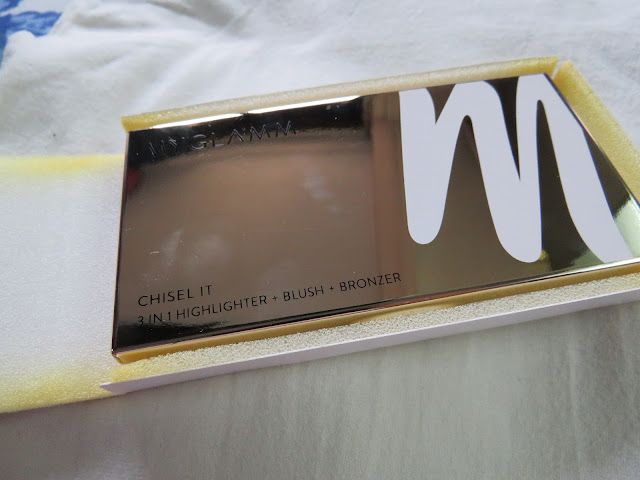 MYGLAMM
m
CHISEL IT
3 IN 1 HIGHLIGHTER + BLUSH + BRONZER